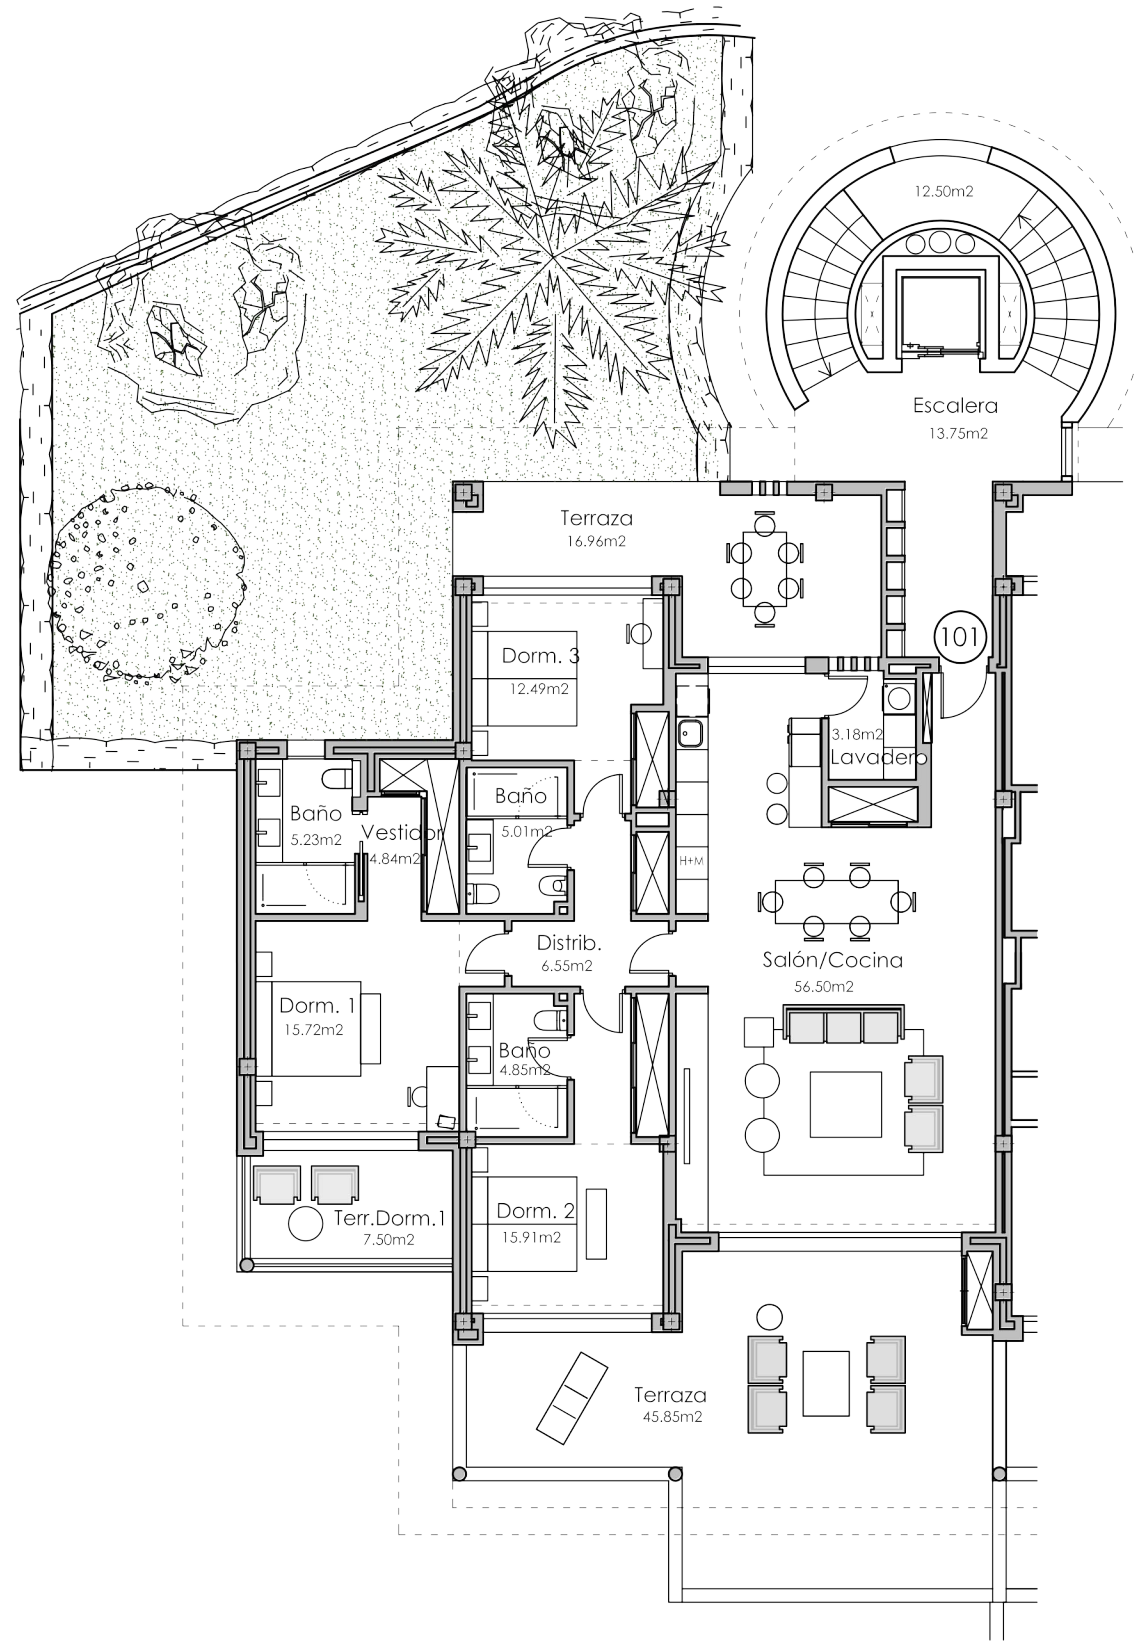 12.50m2
Escalera
13.75m2
Terraza
16.96m2
101
Dorm. 3
12.49m2
3.18m2
Lavadero
Baño
5.23m2
Vestidor
4.84m2
Baño
5.01m2
H+M
Distrib.
6.55m2
Salón/Cocina
56.50m2
Dorm. 1
15.72m2
Baño
4.85m2
Terr.Dorm.1
7.50m2
Dorm. 2
15.91m2
Terraza
45.85m2